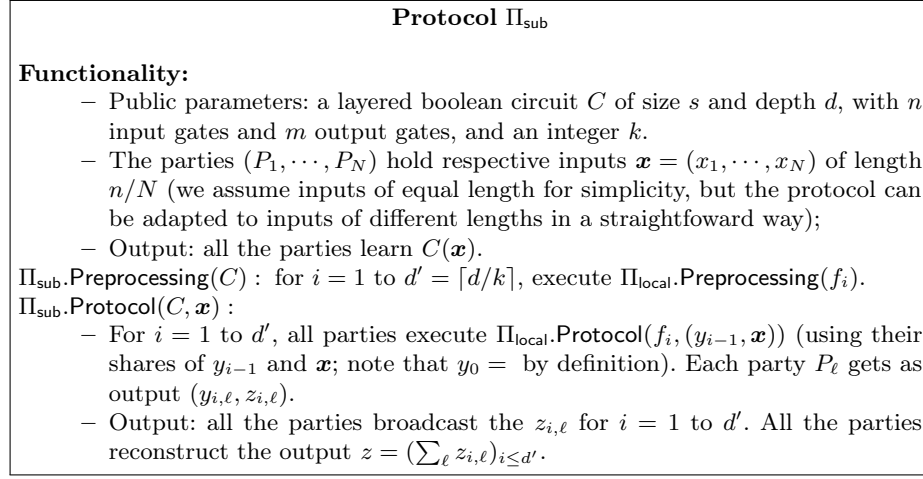 Protocol Π_sub
Functionality:
– Public parameters: a layered boolean circuit C of size s and depth d, with n
input gates and m output gates, and an integer k.
– The parties (P_1, ⋯, P_N) hold respective inputs 𝒙 = (x_1, ⋯, x_N) of length
n/N (we assume inputs of equal length for simplicity, but the protocol can
be adapted to inputs of different lengths in a straightfoward way);
– Output: all the parties learn C(𝒙).
Π_sub.Preprocessing(C) : for i = 1 to d′ = ⌈d/k⌉, execute Π_local.Preprocessing(f_i).
Π_sub.Protocol(C, 𝒙) :
– For i = 1 to d′, all parties execute Π_local.Protocol(f_i, (y_{i−1}, 𝒙)) (using their
shares of y_{i−1} and 𝒙; note that y_0 = by definition). Each party P_ℓ gets as
output (y_{i,ℓ}, z_{i,ℓ}).
– Output: all the parties broadcast the z_{i,ℓ} for i = 1 to d′. All the parties
reconstruct the output z = (∑_ℓ z_{i,ℓ})_{i≤d′}.